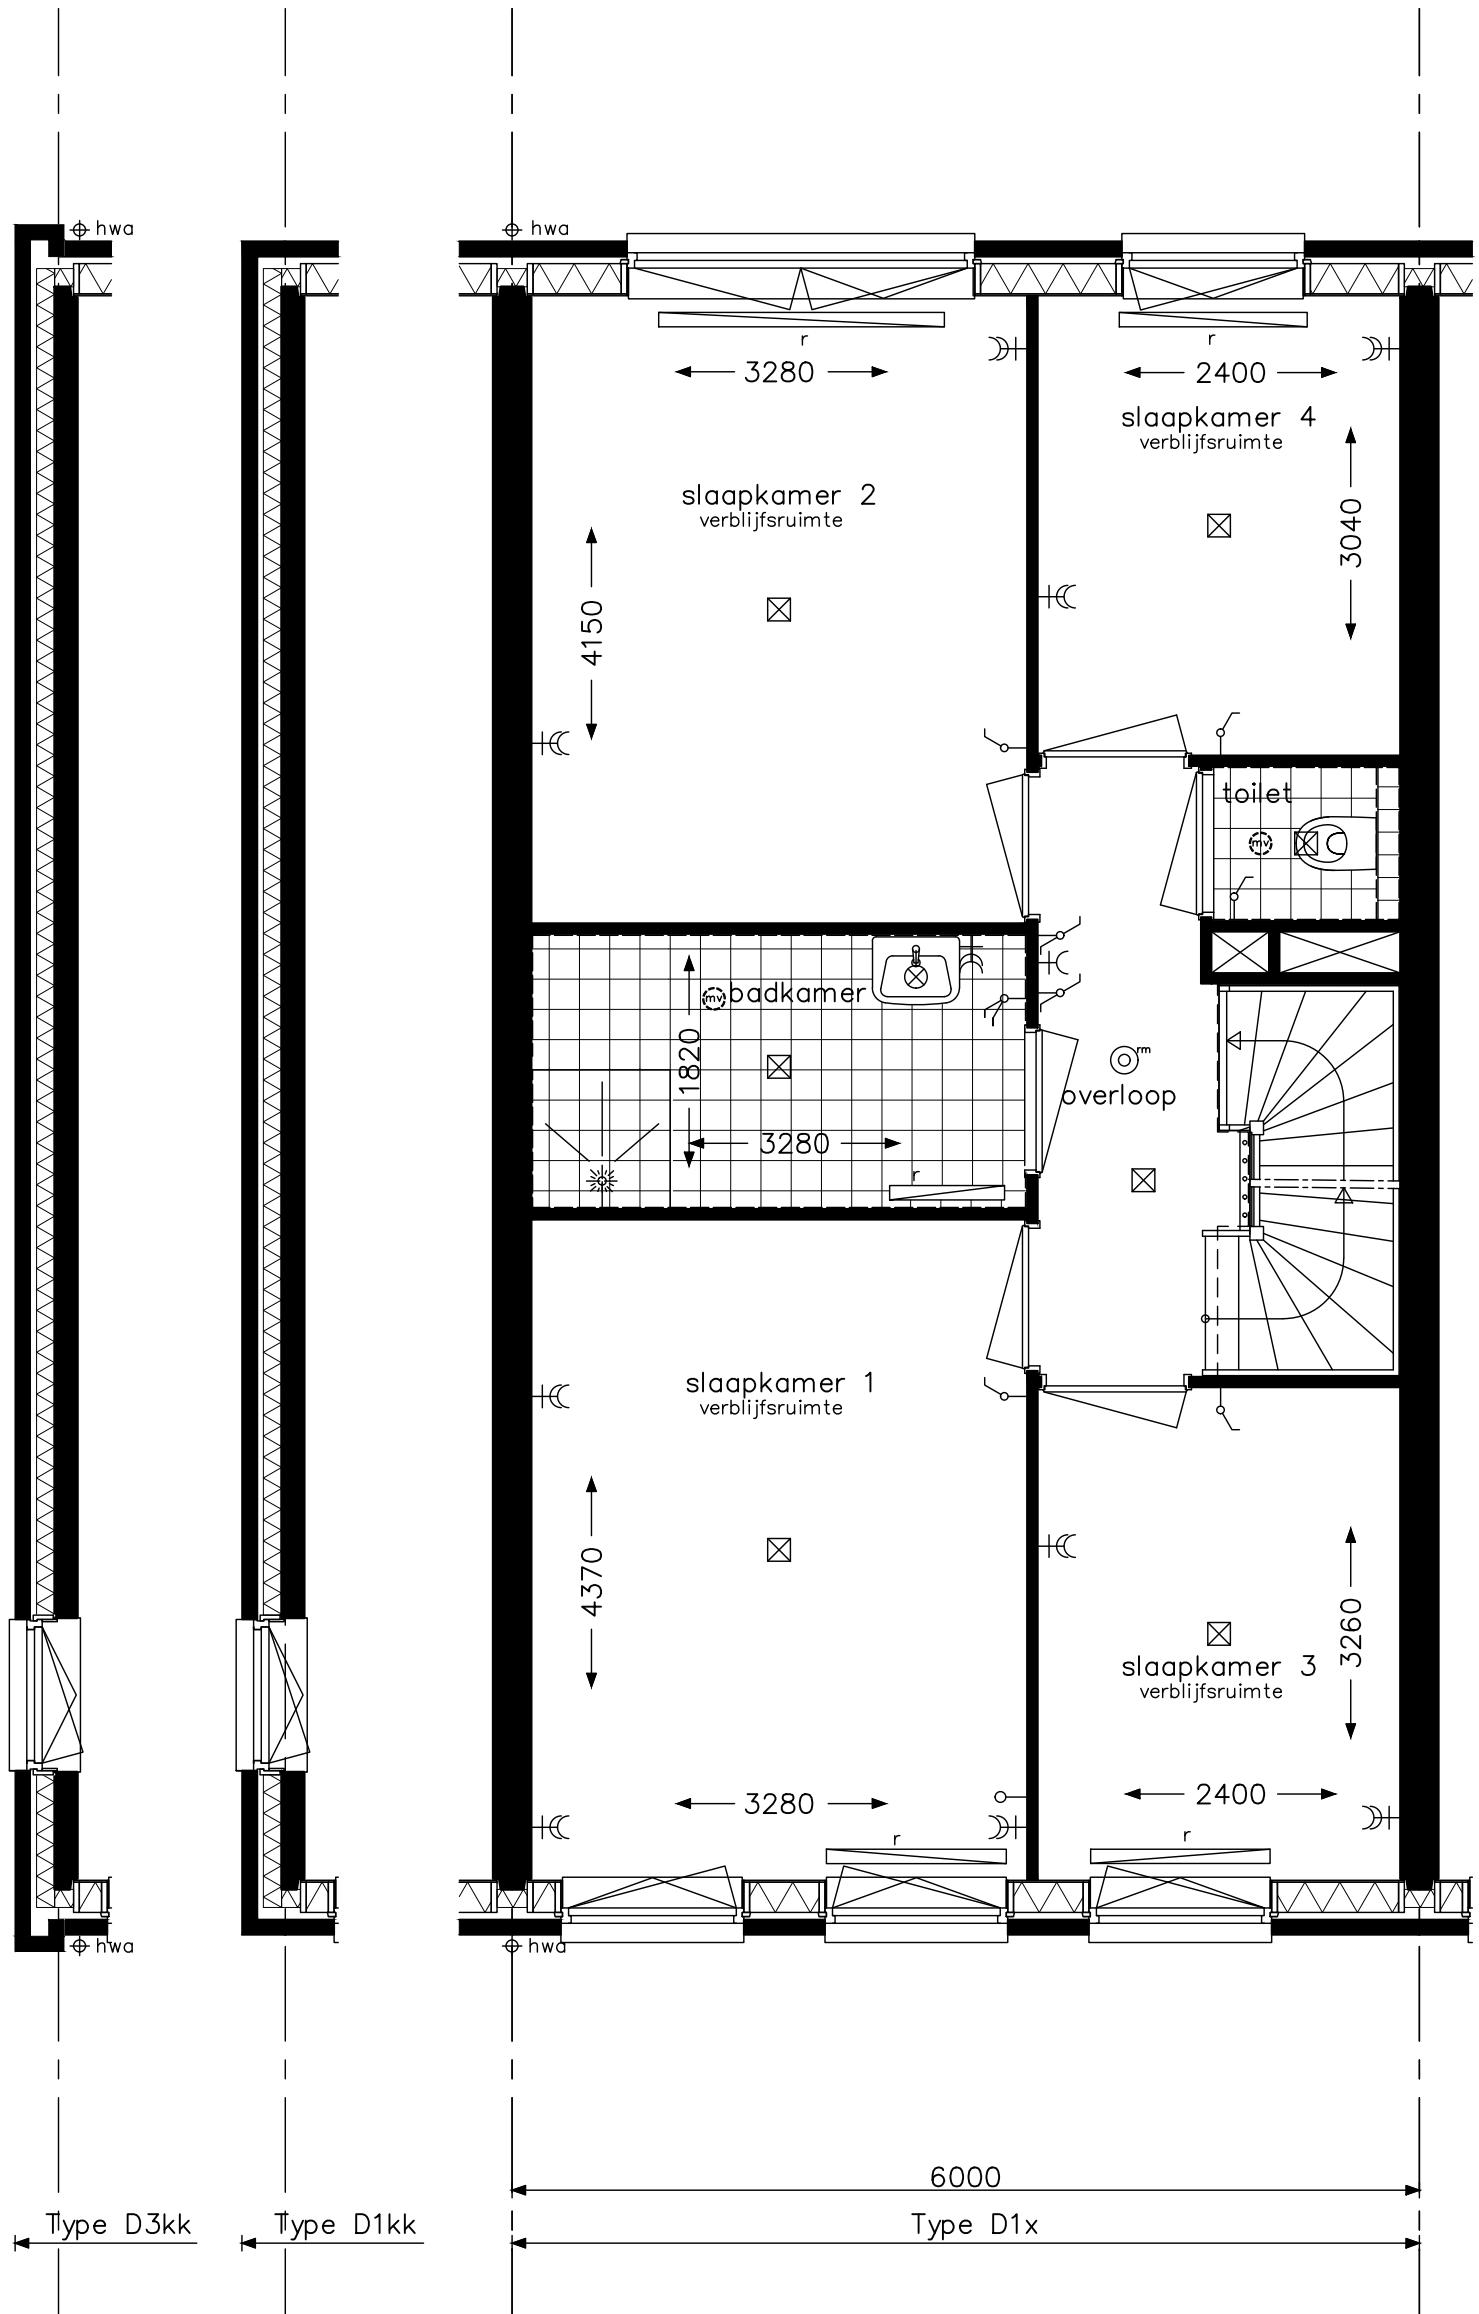 hwa
hwa
r
r
3280
2400
slaapkamer 4
verblijfsruimte
slaapkamer 2
verblijfsruimte
3040
4150
toilet
mv
mv
badkamer
1820
rm
overloop
3280
r
slaapkamer 1
verblijfsruimte
4370
3260
slaapkamer 3
verblijfsruimte
3280
2400
r
r
hwa
hwa
6000
Type D3kk
Type D1kk
Type D1x